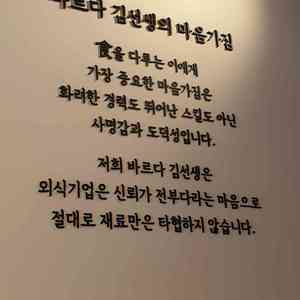 바르다 김선생의 마음가짐
食을 다루는 이에게
가장 중요한 마음가짐은
화려한 경력도 뛰어난 스킬도 아닌
사명감과 도덕성입니다.
저희 바르다 김선생은
외식기업은 신뢰가 전부다라는 마음으로
절대로 재료만은 타협하지 않습니다.